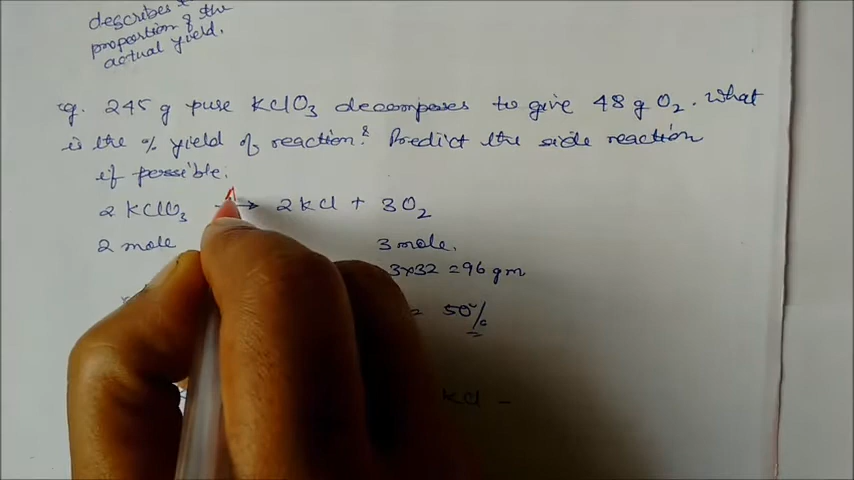 describes
proportion of the
actual yield.
eg. 245 g pure KClO3 decomposes to give 48 g O2. What
is the % yield of reaction? Predict the side reaction
if possible.
2 KClO3 → 2 KCl + 3O2
2 mole 3 mole.
3×32 = 96 gm
= 50%
KCl -